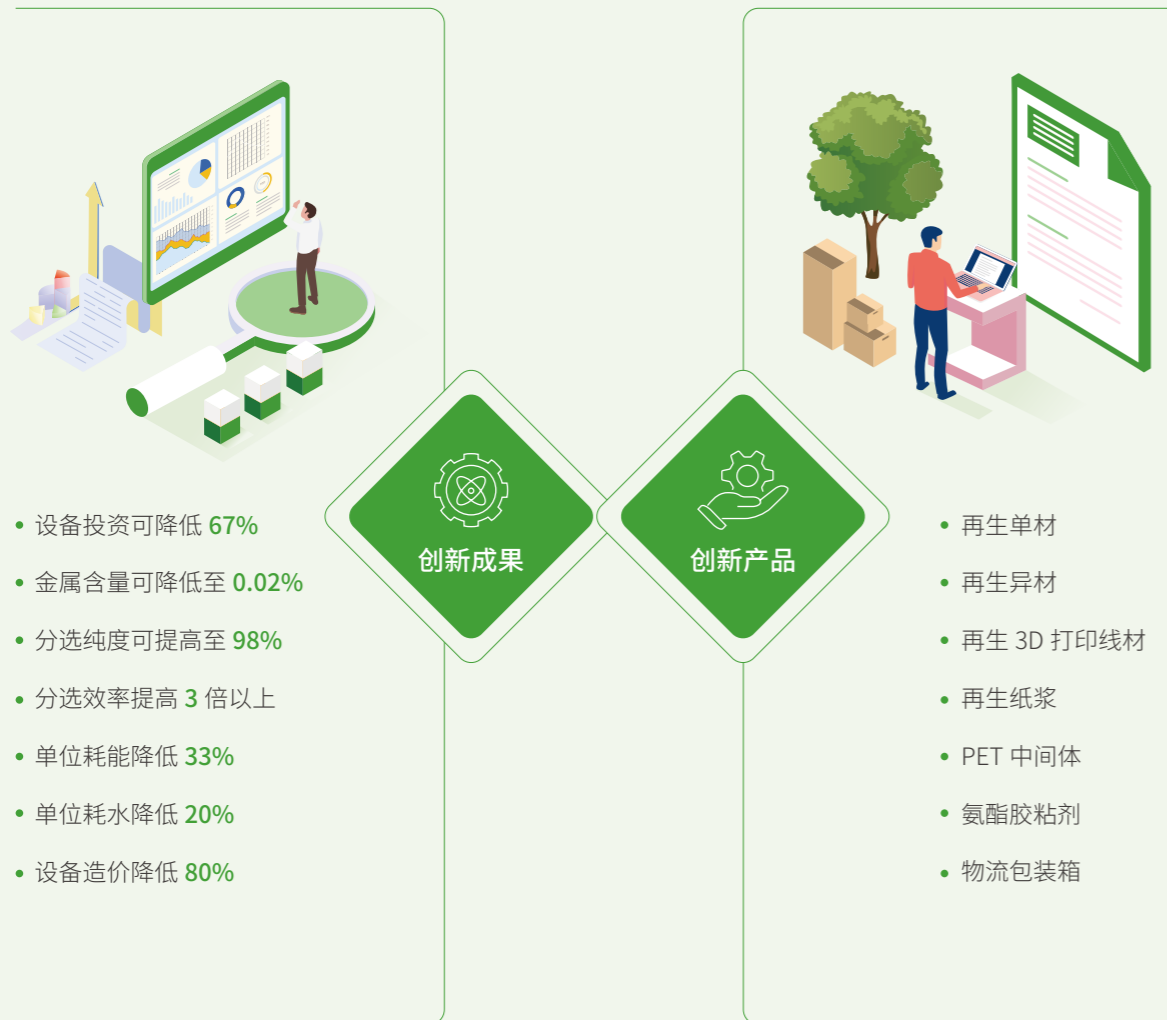 创新成果
设备投资可降低 67%
金属含量可降低至 0.02%
分选纯度可提高至 98%
分选效率提高 3 倍以上
单位耗能降低 33%
单位耗水降低 20%
设备造价降低 80%
创新产品
再生单材
再生异材
再生 3D 打印线材
再生纸浆
PET 中间体
氨酯胶粘剂
物流包装箱